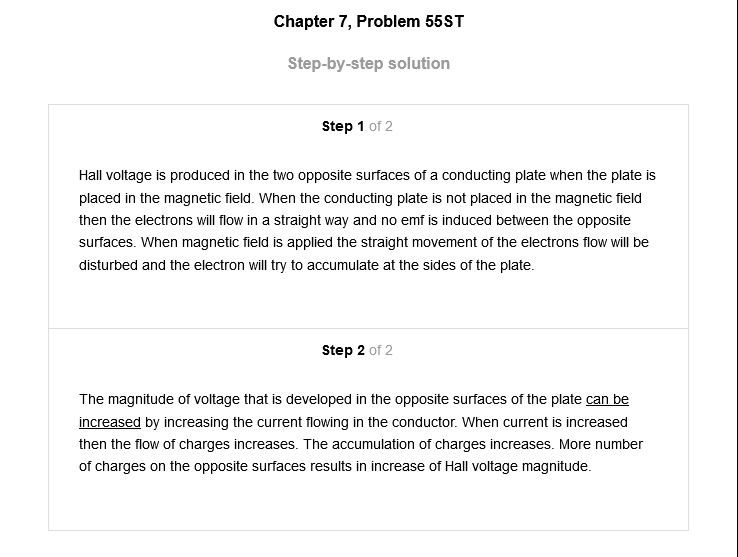 Chapter 7, Problem 55ST
Step-by-step solution
Step 1 of 2
Hall voltage is produced in the two opposite surfaces of a conducting plate when the plate is
placed in the magnetic field. When the conducting plate is not placed in the magnetic field
then the electrons will flow in a straight way and no emf is induced between the opposite
surfaces. When magnetic field is applied the straight movement of the electrons flow will be
disturbed and the electron will try to accumulate at the sides of the plate.
Step 2 of 2
The magnitude of voltage that is developed in the opposite surfaces of the plate can be
increased by increasing the current flowing in the conductor. When current is increased
then the flow of charges increases. The accumulation of charges increases. More number
of charges on the opposite surfaces results in increase of Hall voltage magnitude.